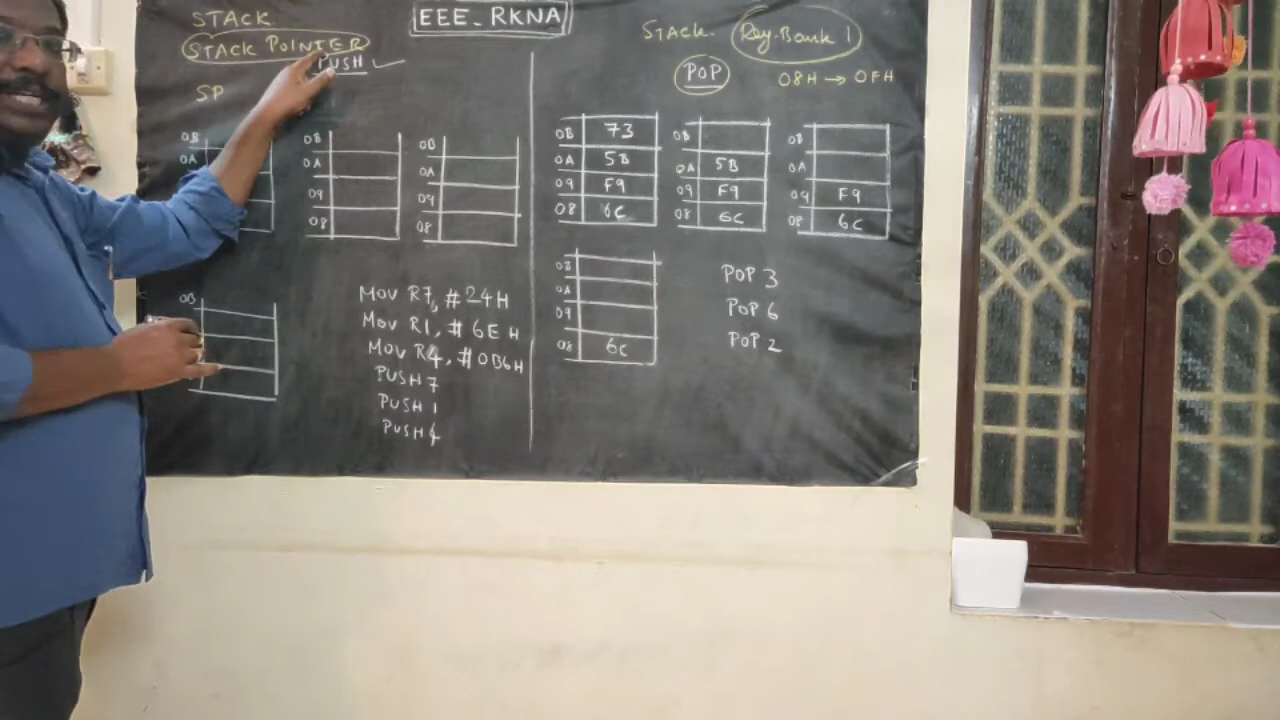 EEE_RKNA
STACK
STACK POINTER
PUSH
SP
0B
0A
0B
0A
09
08
0B
0A
09
08
0B
MOV R7, #24H
MOV R1, #6EH
MOV R4, #0B6H
PUSH 7
PUSH 1
PUSH 4
STACK. Reg. Bank 1
POP 08H → 0FH
0B 73
0A 5B
09 F9
08 6C
0B
0A 5B
09 F9
08 6C
0B
0A
09 F9
08 6C
0B
0A
09
08 6C
POP 3
POP 6
POP 2